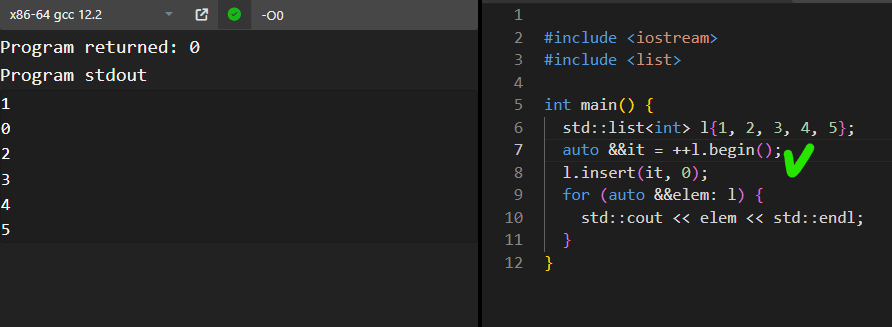 x86-64 gcc 12.2 -O0
Program returned: 0
Program stdout
1
0
2
3
4
5
1
2 #include <iostream>
3 #include <list>
4
5 int main() {
6 std::list<int> l{1, 2, 3, 4, 5};
7 auto &&it = ++l.begin();
8 l.insert(it, 0);
9 for (auto &&elem: l) {
10 std::cout << elem << std::endl;
11 }
12 }